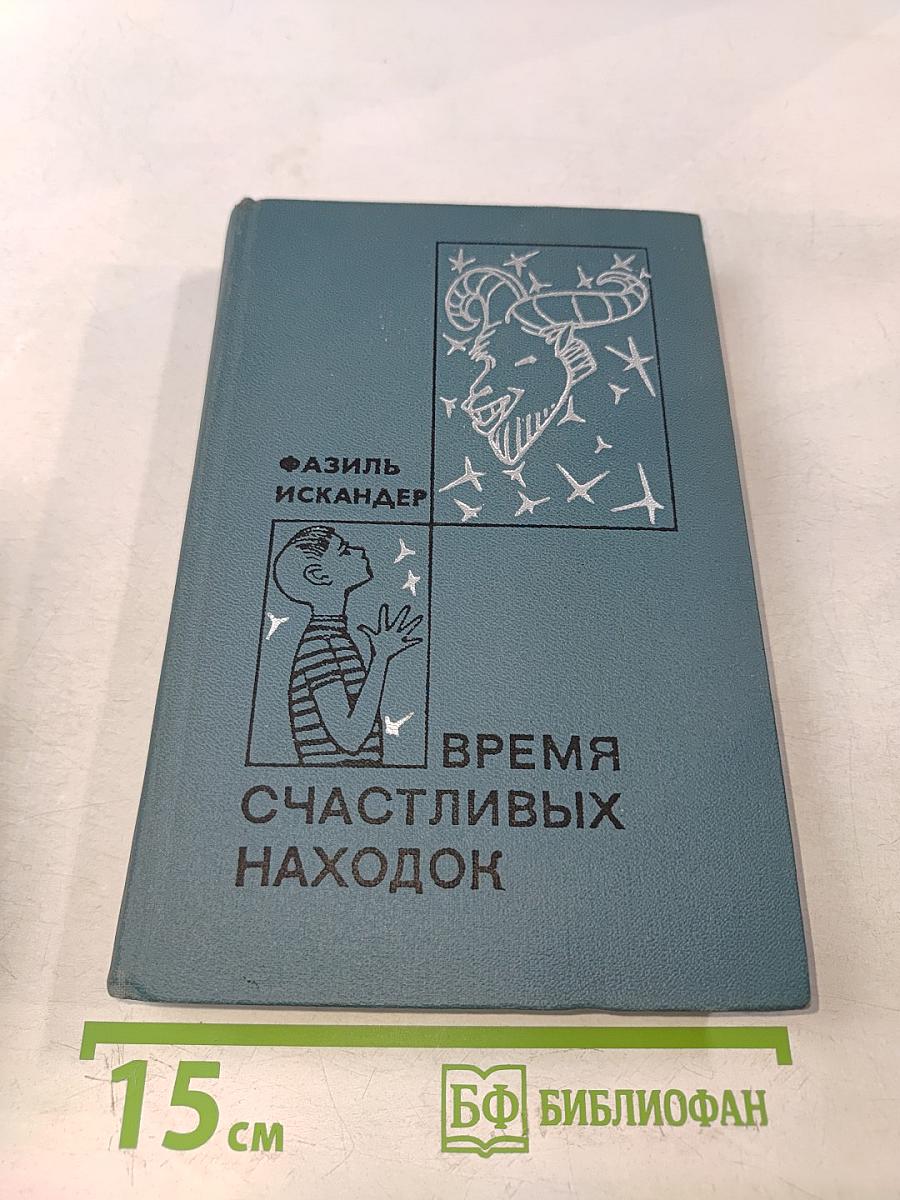 ФАЗИЛЬ
ИСКАНДЕР
ВРЕМЯ
СЧАСТЛИВЫХ
НАХОДОК
15 см
БФ БИБЛИОФАН